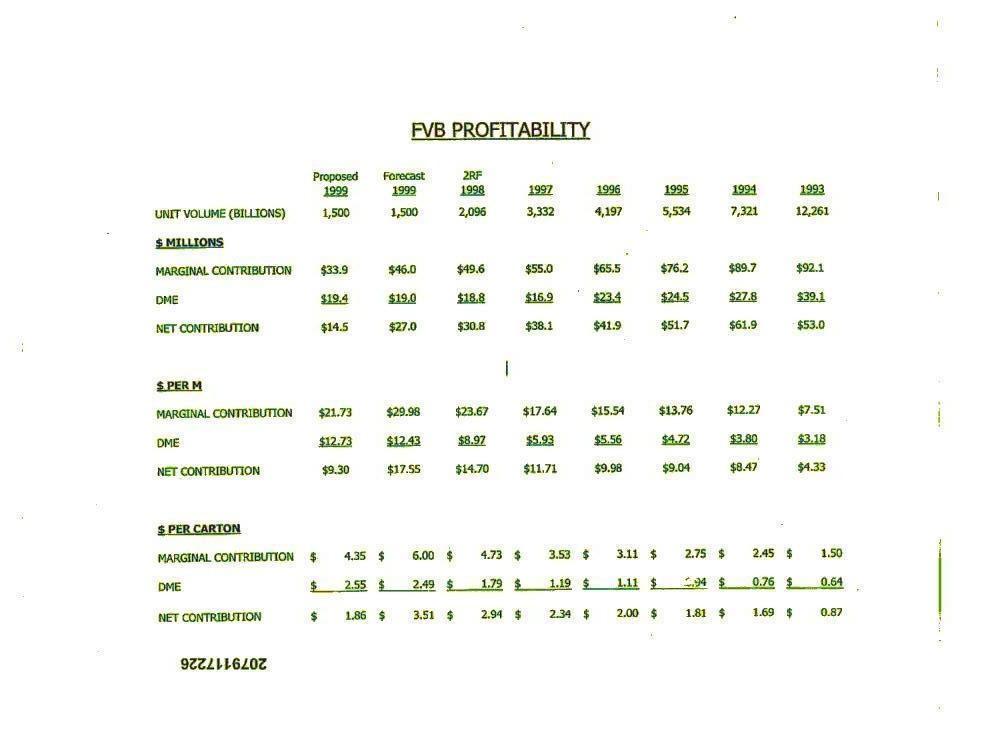 FVB PROFITABILITY
Proposed Forecast 2RF
1999 1999 1998 1997 1996 1995 1994 1993
UNIT VOLUME (BILLIONS) 1,500 1,500 2,096 3,332 4,197 5,534 7,321 12,261
$ MILLIONS
MARGINAL CONTRIBUTION $33.9 $46.0 $49.6 $55.0 $65.5 $76.2 $89.7 $92.1
DME $19.4 $19.0 $18.8 $16.9 $23.4 $24.5 $27.8 $39.1
NET CONTRIBUTION $14.5 $27.0 $30.8 $38.1 $41.9 $51.7 $61.9 $53.0
$ PER M
MARGINAL CONTRIBUTION $21.73 $29.98 $23.67 $17.64 $15.54 $13.76 $12.27 $7.51
DME $12.73 $12.43 $8.97 $5.93 $5.56 $4.72 $3.80 $3.18
NET CONTRIBUTION $9.30 $17.55 $14.70 $11.71 $9.98 $9.04 $8.47 $4.33
$ PER CARTON
MARGINAL CONTRIBUTION $ 4.35 $ 6.00 $ 4.73 $ 3.53 $ 3.11 $ 2.75 $ 2.45 $ 1.50
DME $ 2.55 $ 2.49 $ 1.79 $ 1.19 $ 1.11 $ $ 0.76 $ 0.64
NET CONTRIBUTION $ 1.86 $ 3.51 $ 2.94 $ 2.34 $ 2.00 $ 1.81 $ 1.69 $ 0.87
2079117226